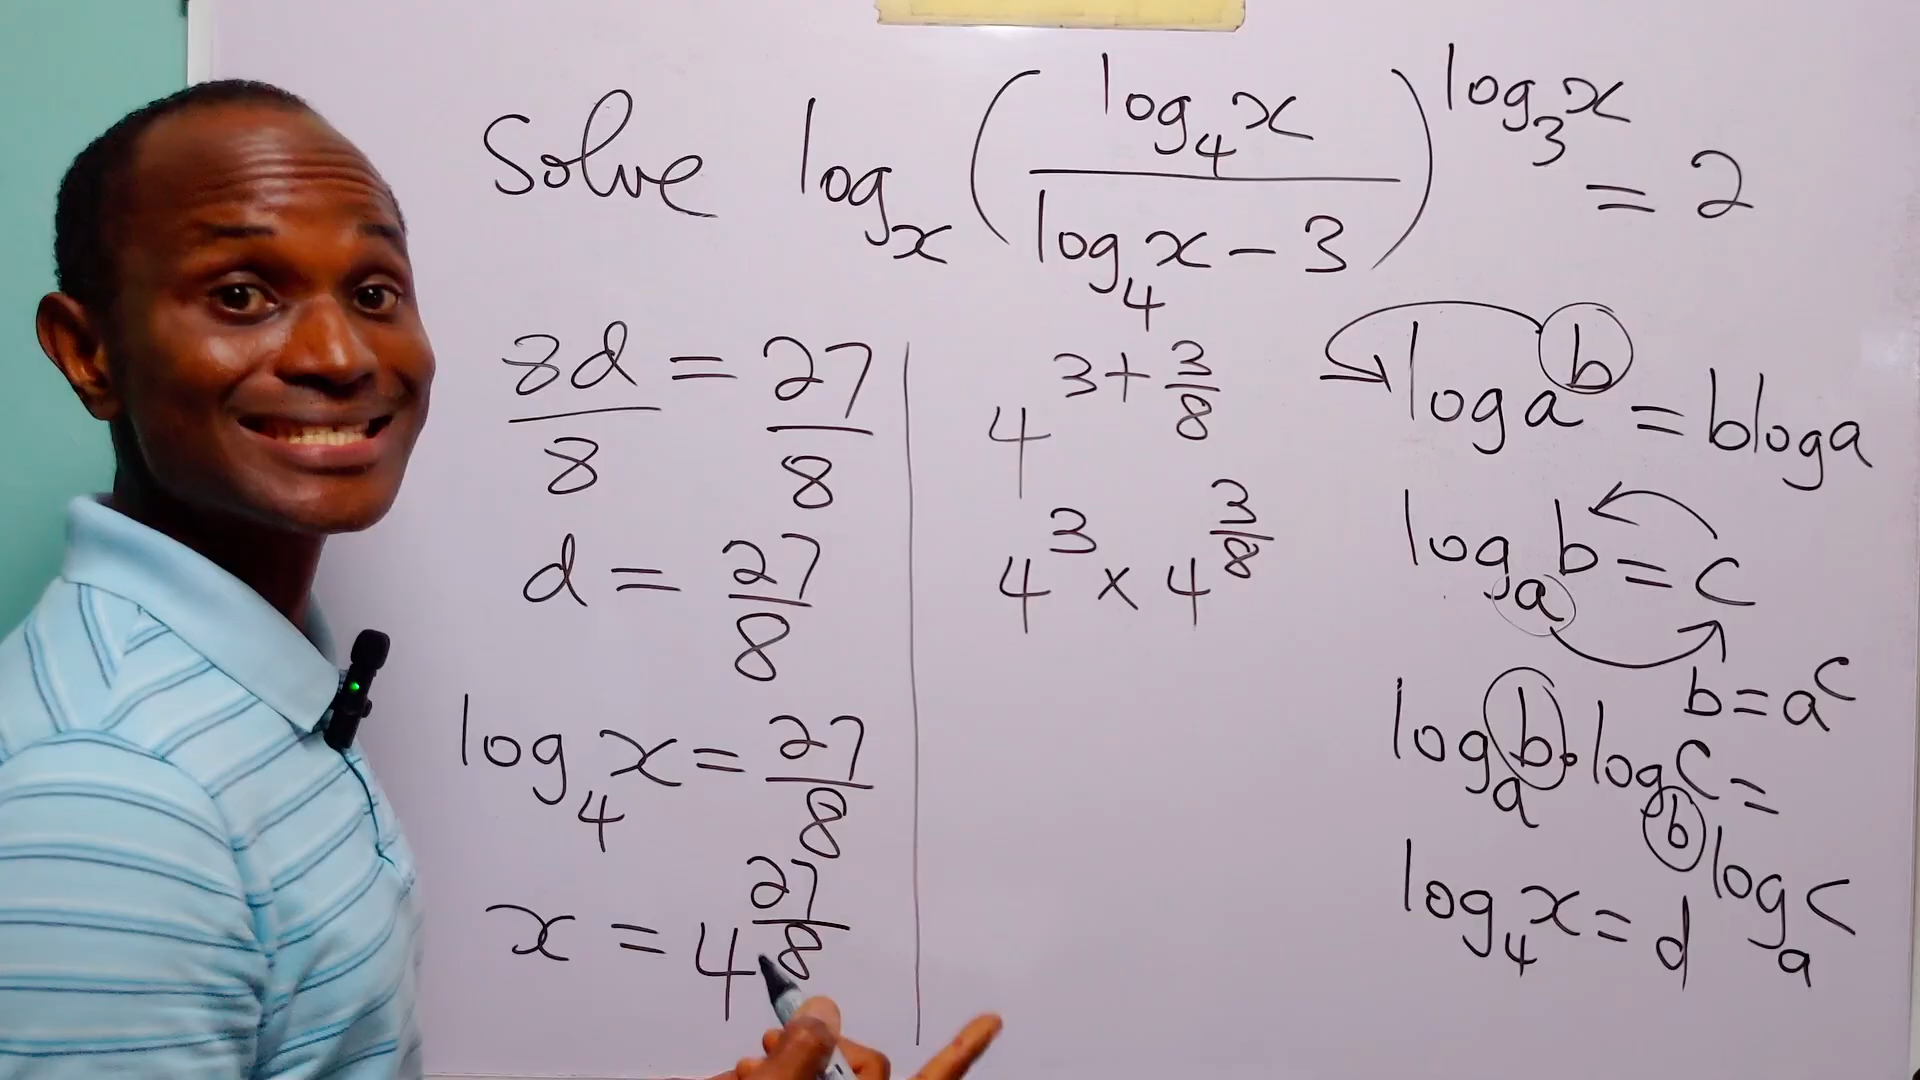 Solve log_x (log_4 x / (log_4 x - 3))^(log_3 x) = 2
8d/8 = 27/8
d = 27/8
log_4 x = 27/8
x = 4^(27/8)
4^(3+3/8)
4^3 × 4^(3/8)
log a^b = b log a
log_a b = c
b = a^c
log_a b · log_b c =
log_a c
log_4 x = d